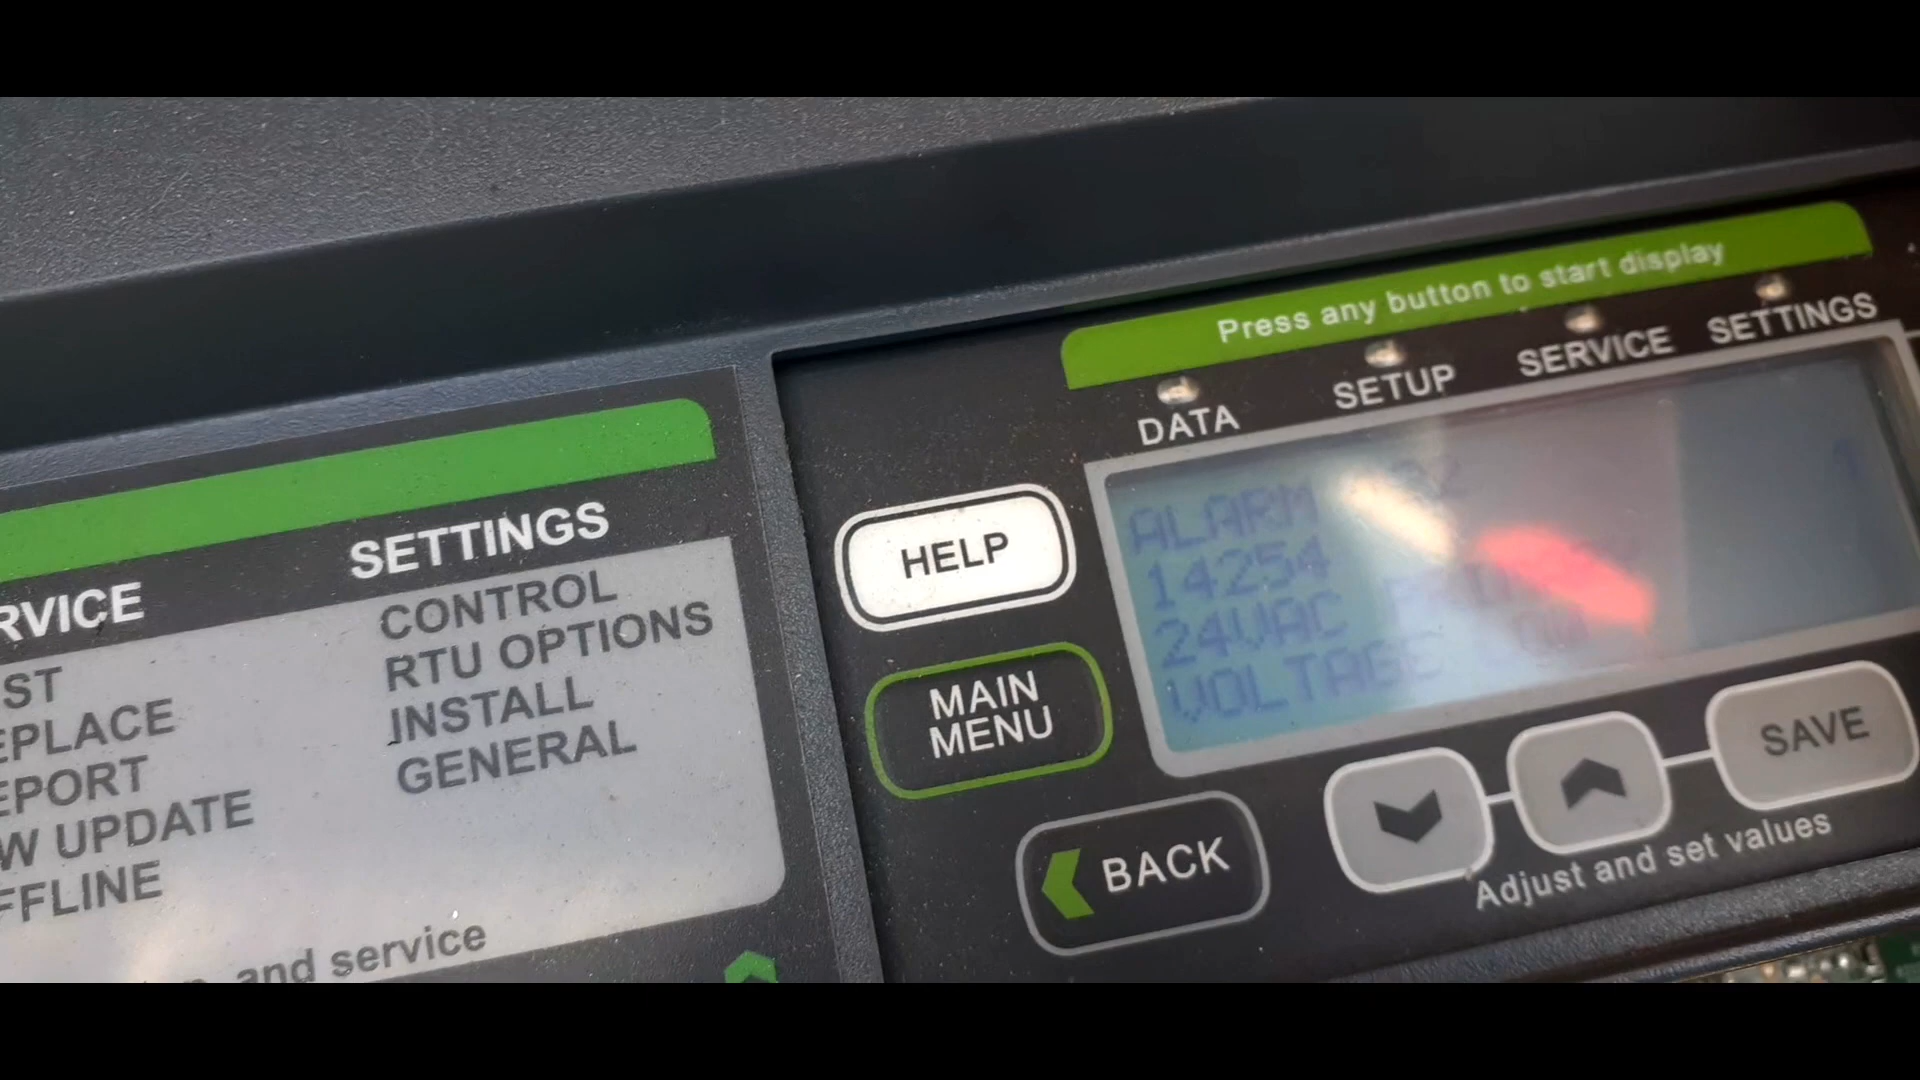 SETTINGS
CONTROL
RTU OPTIONS
INSTALL
GENERAL
RVICE
ST
EPLACE
EPORT
W UPDATE
FFLINE
and service
Press any button to start display
DATA SETUP SERVICE SETTINGS
HELP
MAIN
MENU
BACK
ALARM
14254
24VAC
VOLTAGE
SAVE
Adjust and set values